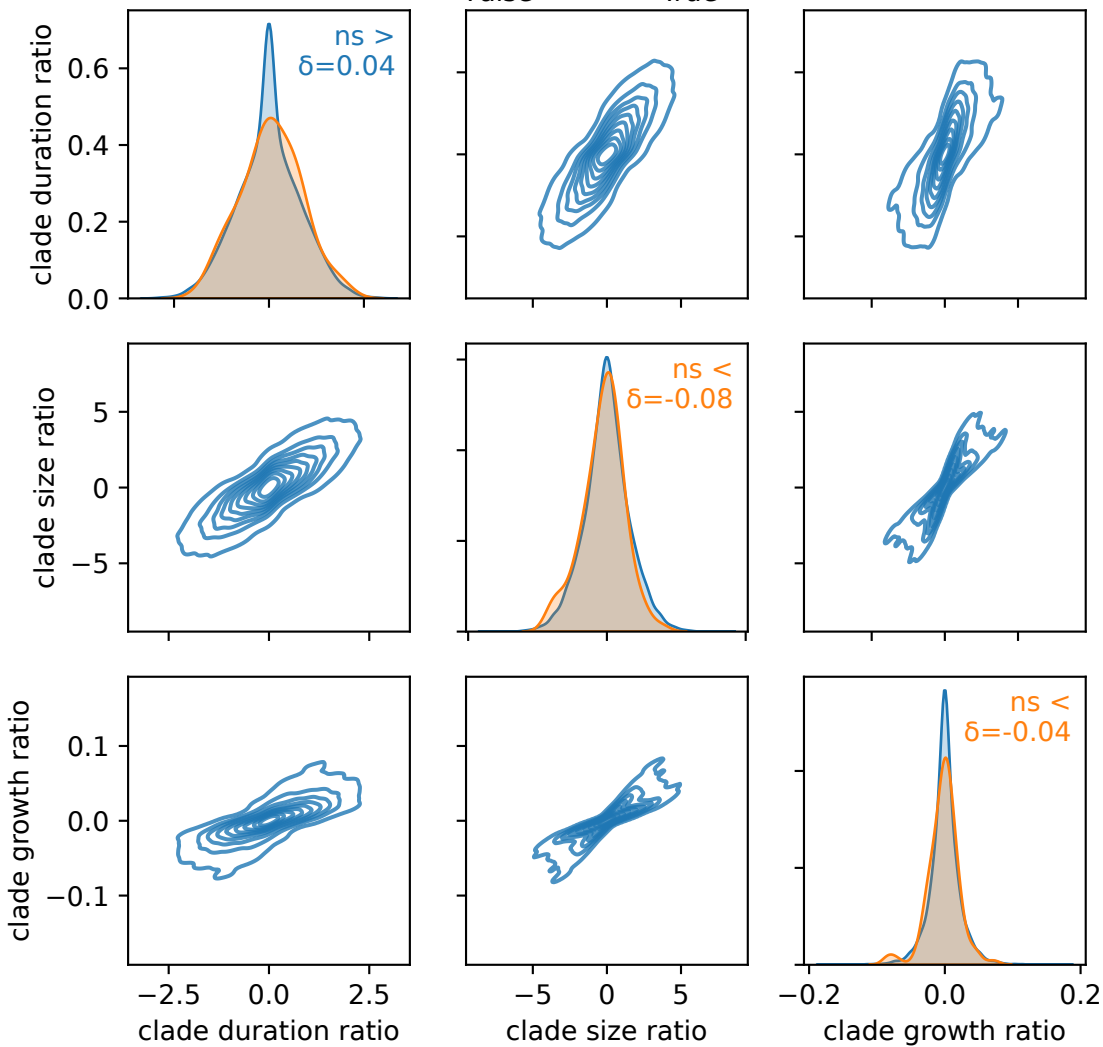 ns >
δ=0.04
clade duration ratio
0.6
0.4
0.2
0.0
ns <
δ=-0.08
clade size ratio
5
0
−5
ns <
δ=-0.04
clade growth ratio
0.1
0.0
−0.1
−2.5 0.0 2.5 −5 0 5 −0.2 0.0 0.2
clade duration ratio clade size ratio clade growth ratio